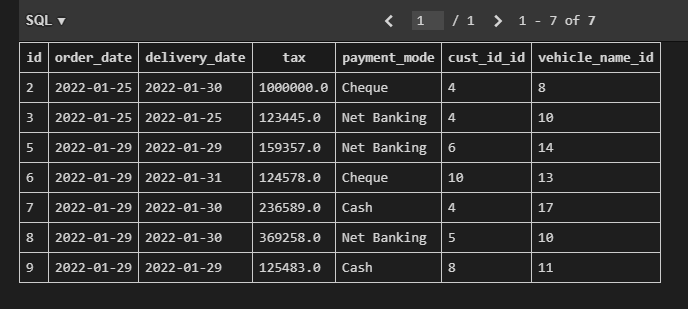 SQL ▼ < 1 / 1 > 1 - 7 of 7
id order_date delivery_date tax payment_mode cust_id_id vehicle_name_id
2 2022-01-25 2022-01-30 1000000.0 Cheque 4 8
3 2022-01-25 2022-01-25 123445.0 Net Banking 4 10
5 2022-01-29 2022-01-29 159357.0 Net Banking 6 14
6 2022-01-29 2022-01-31 124578.0 Cheque 10 13
7 2022-01-29 2022-01-30 236589.0 Cash 4 17
8 2022-01-29 2022-01-30 369258.0 Net Banking 5 10
9 2022-01-29 2022-01-29 125483.0 Cash 8 11